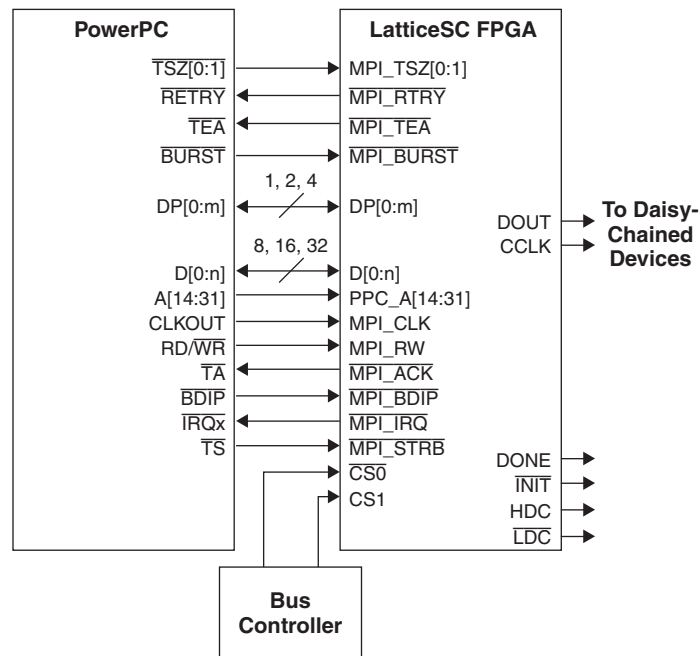 PowerPC
LatticeSC FPGA
TSZ[0:1]
MPI_TSZ[0:1]
RETRY
MPI_RTRY
TEA
MPI_TEA
BURST
MPI_BURST
1, 2, 4
DP[0:m]
DP[0:m]
8, 16, 32
D[0:n]
D[0:n]
A[14:31]
PPC_A[14:31]
CLKOUT
MPI_CLK
RD/WR
MPI_RW
TA
MPI_ACK
BDIP
MPI_BDIP
IRQx
MPI_IRQ
TS
MPI_STRB
CS0
CS1
DOUT
CCLK
To Daisy-
Chained
Devices
DONE
INIT
HDC
LDC
Bus
Controller